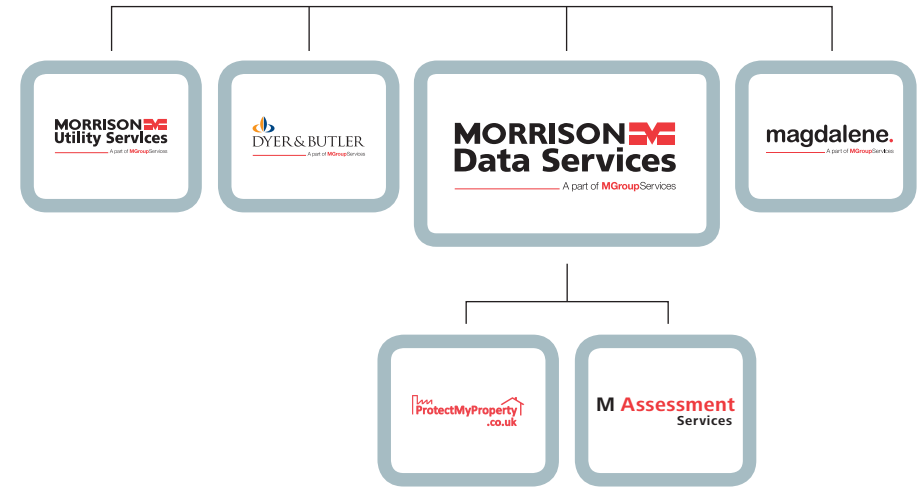 MORRISON
Utility Services
A part of MGroupServices
DYER & BUTLER
A part of MGroupServices
MORRISON
Data Services
A part of MGroupServices
magdalene.
A part of MGroupServices
ProtectMyProperty
.co.uk
M Assessment
Services